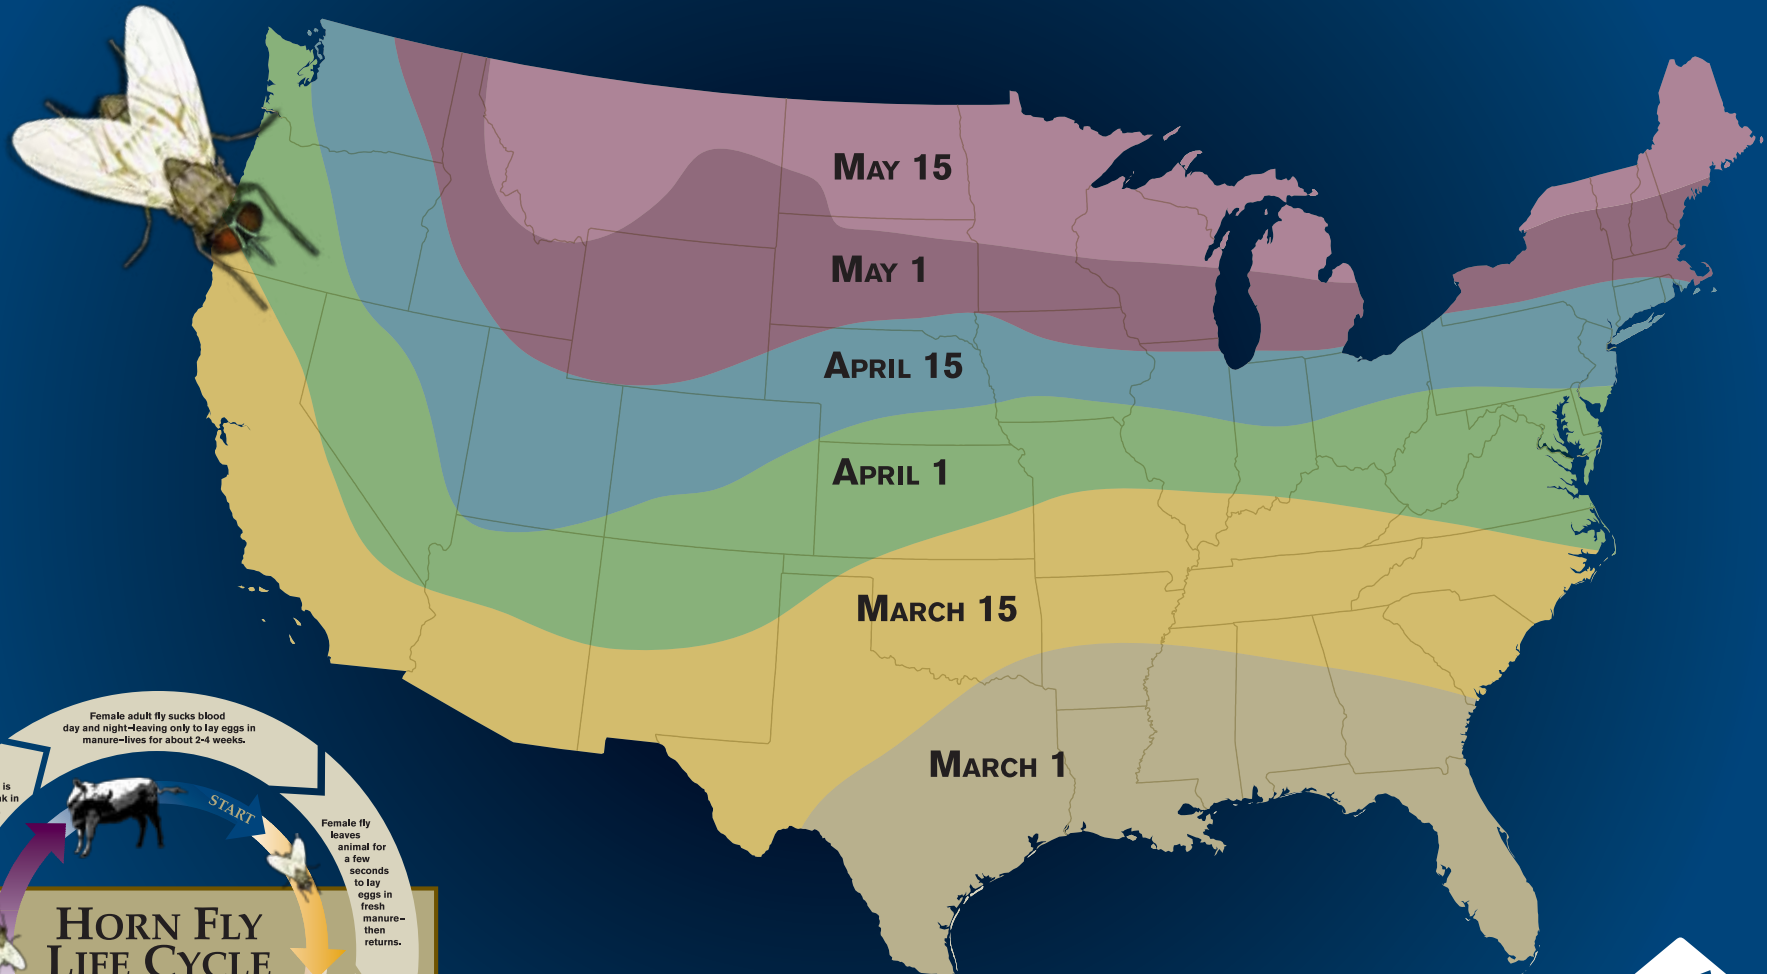 MAY 15
MAY 1
APRIL 15
APRIL 1
MARCH 15
MARCH 1
Female adult fly sucks blood
day and night–leaving only to lay eggs in
manure–lives for about 2-4 weeks.
is
in
START
Female fly
leaves
animal for
a few
seconds
to lay
eggs in
fresh
manure–
then
returns.
HORN FLY
LIFE CYCLE